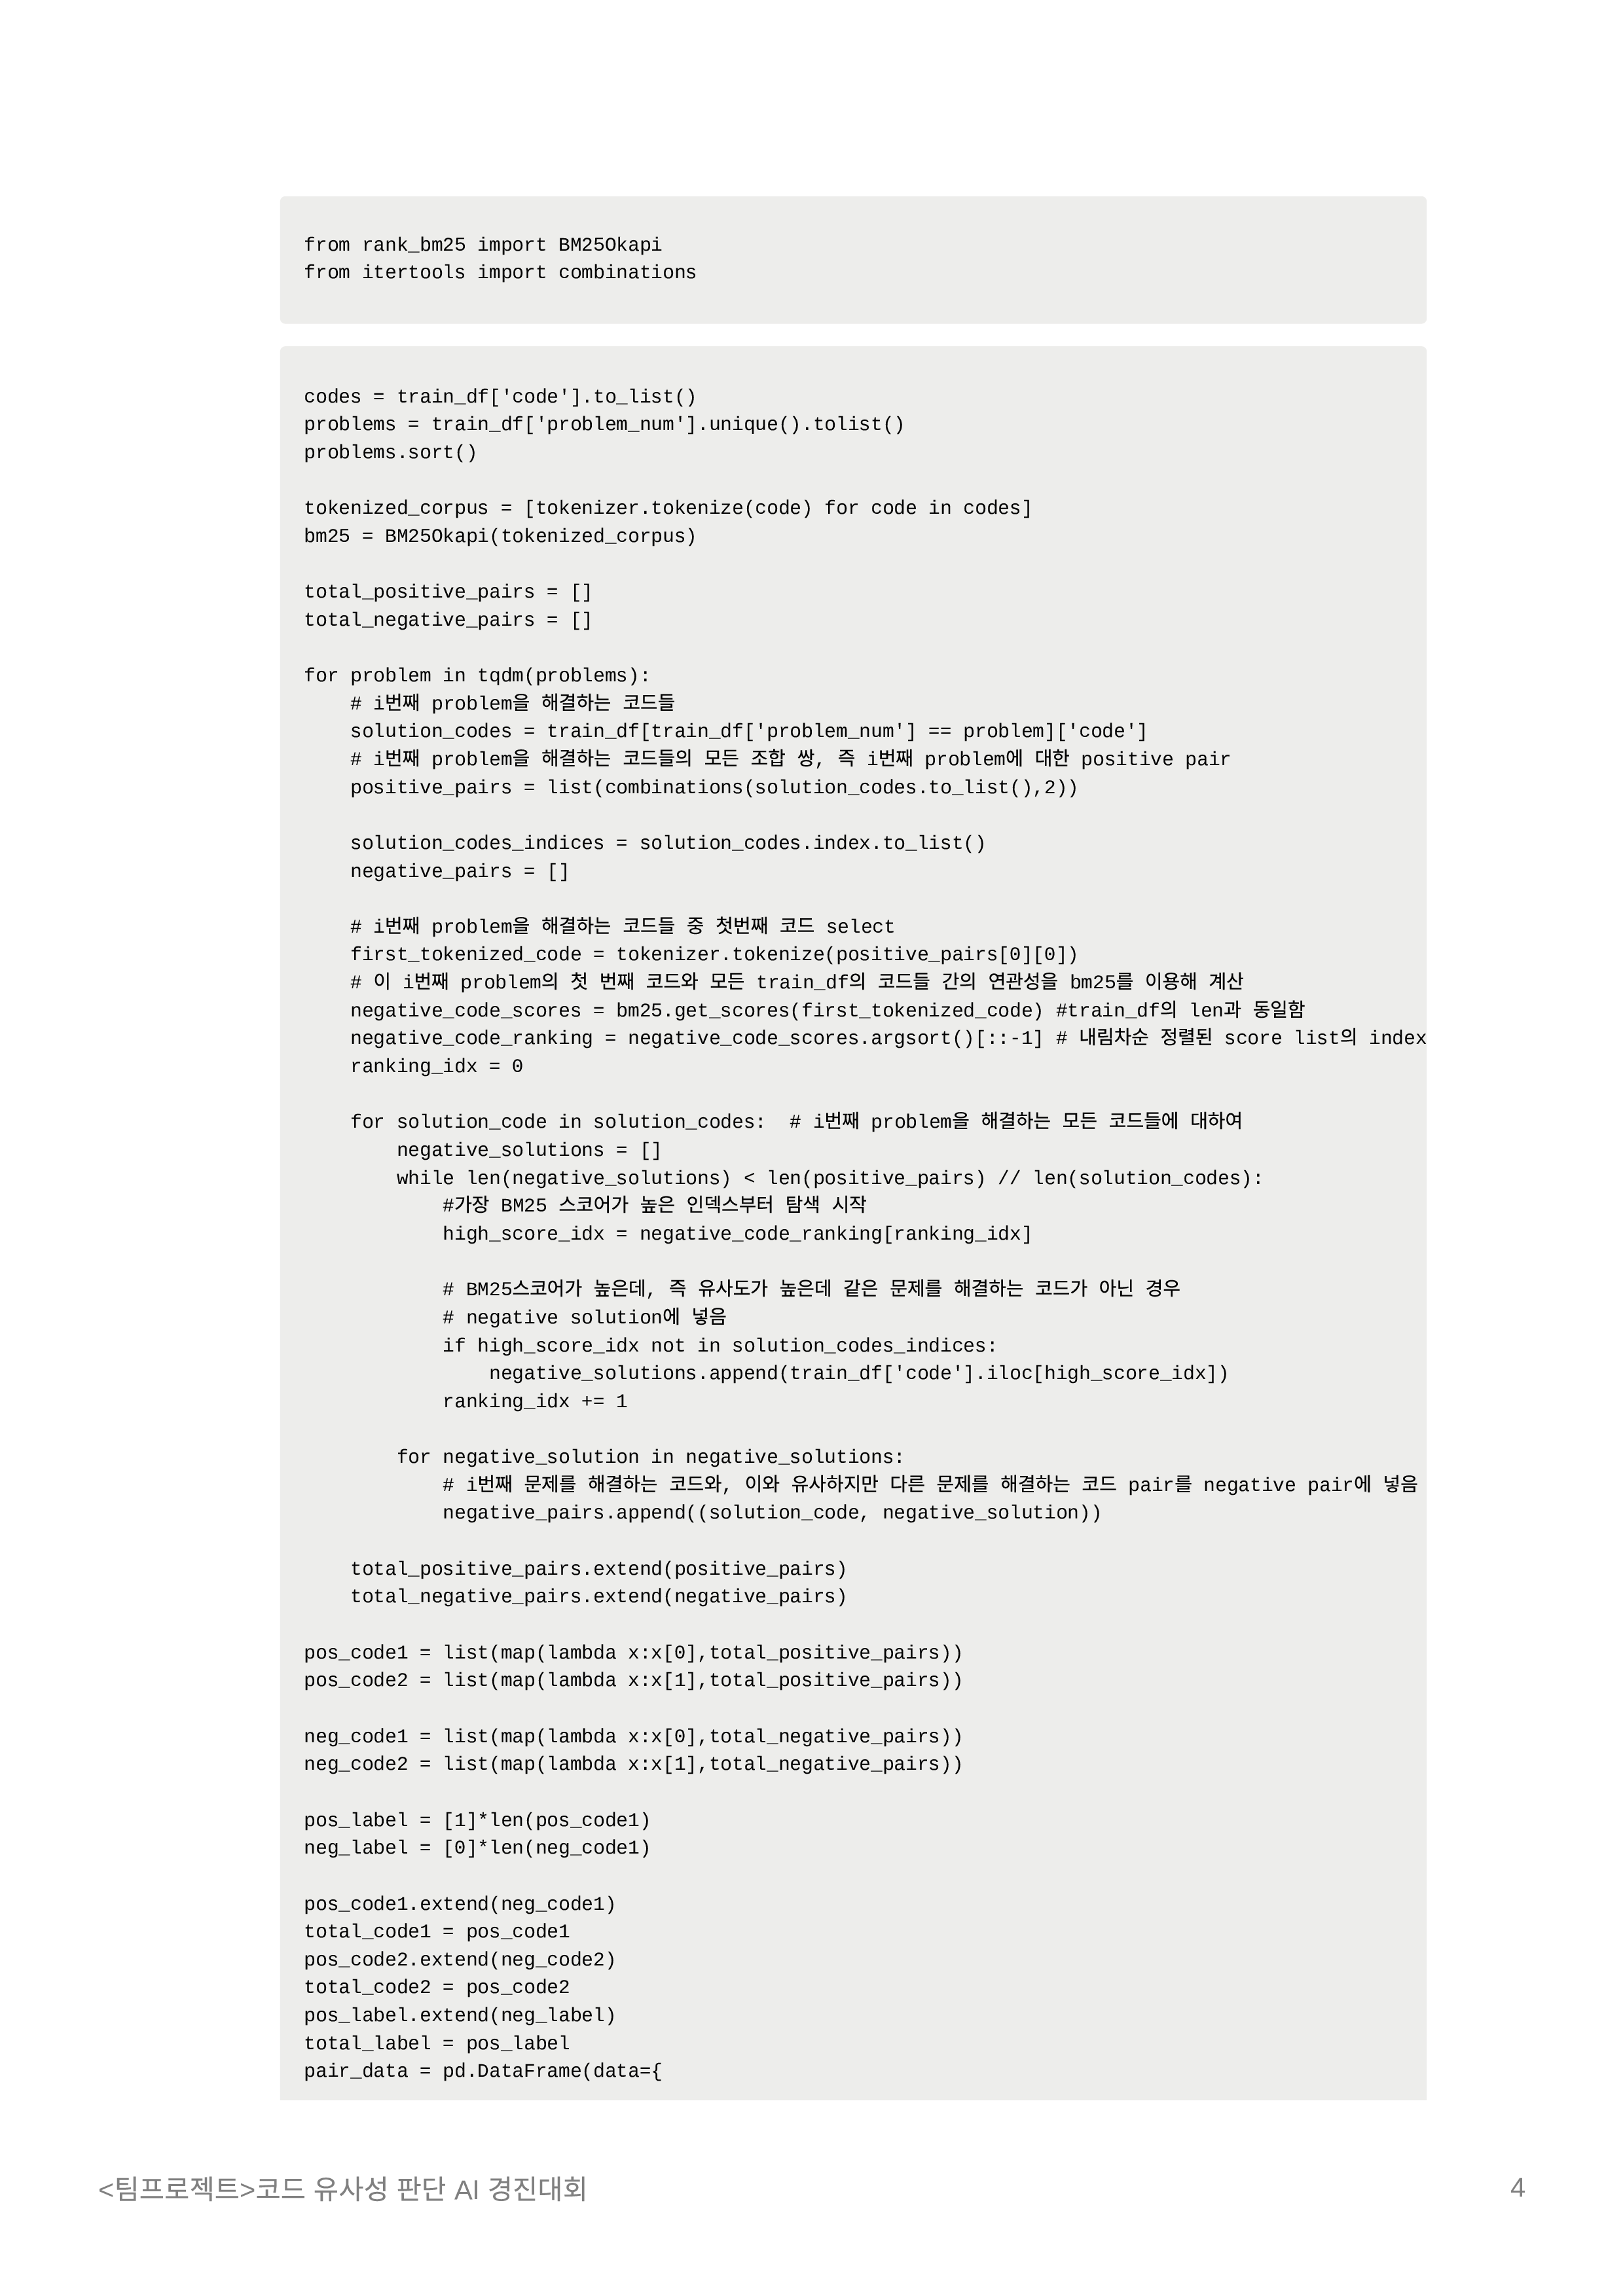 from rank_bm25 import BM25Okapi
from itertools import combinations
codes = train_df['code'].to_list()
problems = train_df['problem_num'].unique().tolist()
problems.sort()
tokenized_corpus = [tokenizer.tokenize(code) for code in codes]
bm25 = BM25Okapi(tokenized_corpus)
total_positive_pairs = []
total_negative_pairs = []
for problem in tqdm(problems):
    # i번째 problem을 해결하는 코드들
    solution_codes = train_df[train_df['problem_num'] == problem]['code']
    # i번째 problem을 해결하는 코드들의 모든 조합 쌍, 즉 i번째 problem에 대한 positive pair
    positive_pairs = list(combinations(solution_codes.to_list(),2))
    solution_codes_indices = solution_codes.index.to_list()
    negative_pairs = []
    # i번째 problem을 해결하는 코드들 중 첫번째 코드 select
    first_tokenized_code = tokenizer.tokenize(positive_pairs[0][0])
    # 이 i번째 problem의 첫 번째 코드와 모든 train_df의 코드들 간의 연관성을 bm25를 이용해 계산
    negative_code_scores = bm25.get_scores(first_tokenized_code) #train_df의 len과 동일함
    negative_code_ranking = negative_code_scores.argsort()[::-1] # 내림차순 정렬된 score list의 index
    ranking_idx = 0
    for solution_code in solution_codes:  # i번째 problem을 해결하는 모든 코드들에 대하여
        negative_solutions = []
        while len(negative_solutions) < len(positive_pairs) // len(solution_codes):
            #가장 BM25 스코어가 높은 인덱스부터 탐색 시작
            high_score_idx = negative_code_ranking[ranking_idx]
            # BM25스코어가 높은데, 즉 유사도가 높은데 같은 문제를 해결하는 코드가 아닌 경우
            # negative solution에 넣음
            if high_score_idx not in solution_codes_indices:
                negative_solutions.append(train_df['code'].iloc[high_score_idx])
            ranking_idx += 1
        for negative_solution in negative_solutions:
            # i번째 문제를 해결하는 코드와, 이와 유사하지만 다른 문제를 해결하는 코드 pair를 negative pair에 넣음
            negative_pairs.append((solution_code, negative_solution))
    total_positive_pairs.extend(positive_pairs)
    total_negative_pairs.extend(negative_pairs)
pos_code1 = list(map(lambda x:x[0],total_positive_pairs))
pos_code2 = list(map(lambda x:x[1],total_positive_pairs))
neg_code1 = list(map(lambda x:x[0],total_negative_pairs))
neg_code2 = list(map(lambda x:x[1],total_negative_pairs))
pos_label = [1]*len(pos_code1)
neg_label = [0]*len(neg_code1)
pos_code1.extend(neg_code1)
total_code1 = pos_code1
pos_code2.extend(neg_code2)
total_code2 = pos_code2
pos_label.extend(neg_label)
total_label = pos_label
pair_data = pd.DataFrame(data={
<팀프로젝트>코드 유사성 판단 AI 경진대회
4